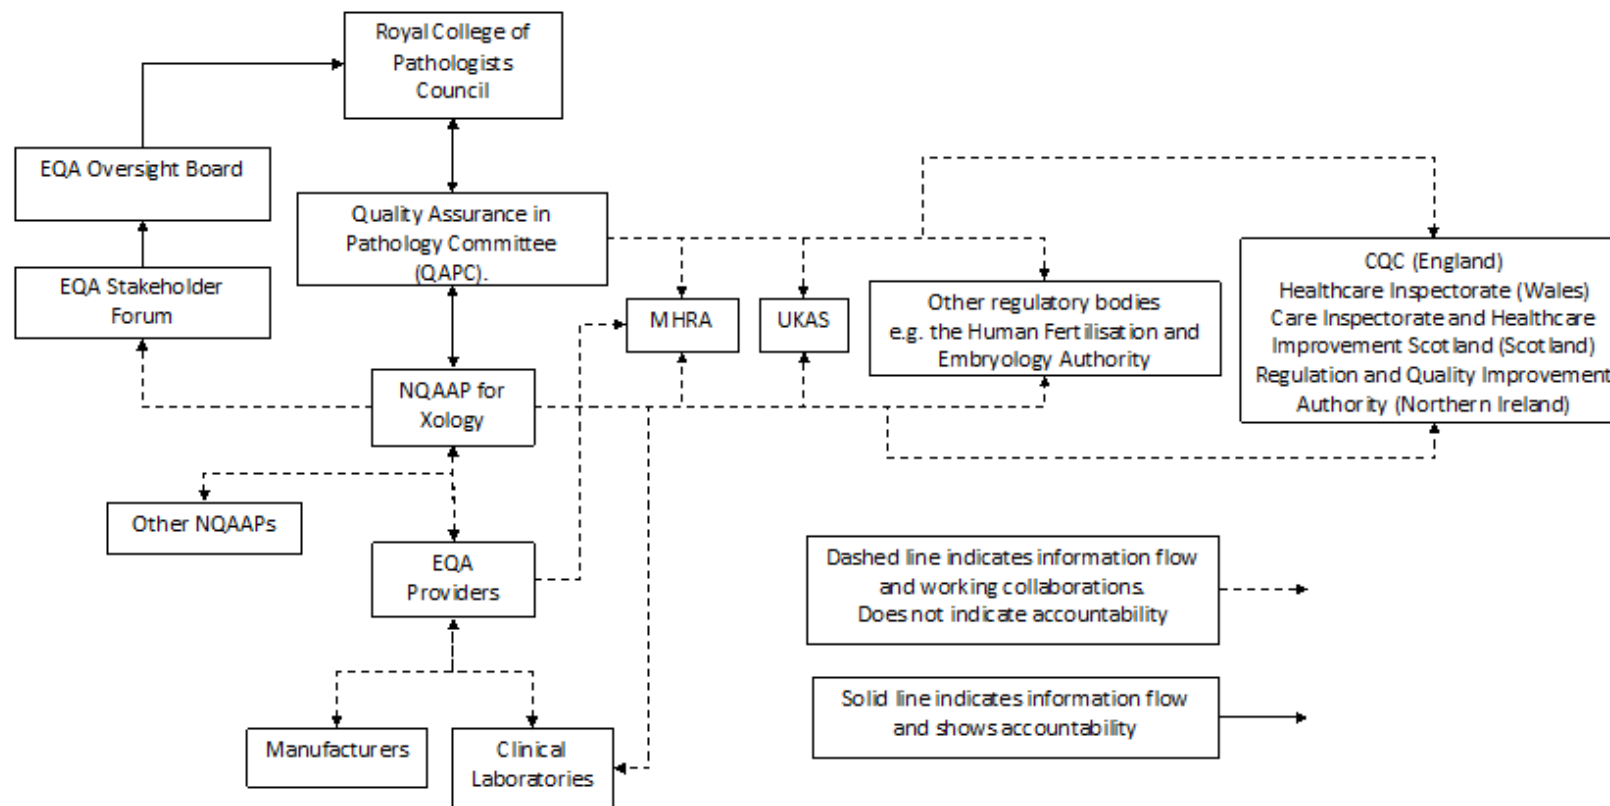 Royal College of
Pathologists
Council
EQA Oversight Board
Quality Assurance in
Pathology Committee
(QAPC).
EQA Stakeholder
Forum
MHRA
UKAS
Other regulatory bodies
e.g. the Human Fertilisation and
Embryology Authority
CQC (England)
Healthcare Inspectorate (Wales)
Care Inspectorate and Healthcare
Improvement Scotland (Scotland)
Regulation and Quality Improvement
Authority (Northern Ireland)
NQAAP for
Xology
Other NQAAPs
EQA
Providers
Manufacturers
Clinical
Laboratories
Dashed line indicates information flow
and working collaborations.
Does not indicate accountability
Solid line indicates information flow
and shows accountability